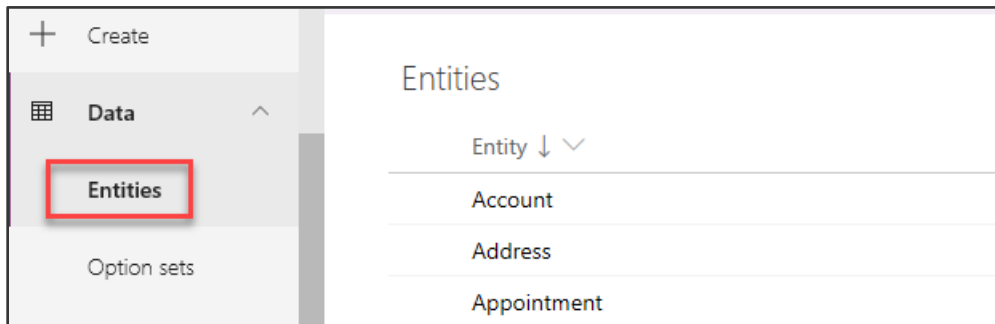 Create
Data
Entities
Option sets
Entities
Entity ↓
Account
Address
Appointment